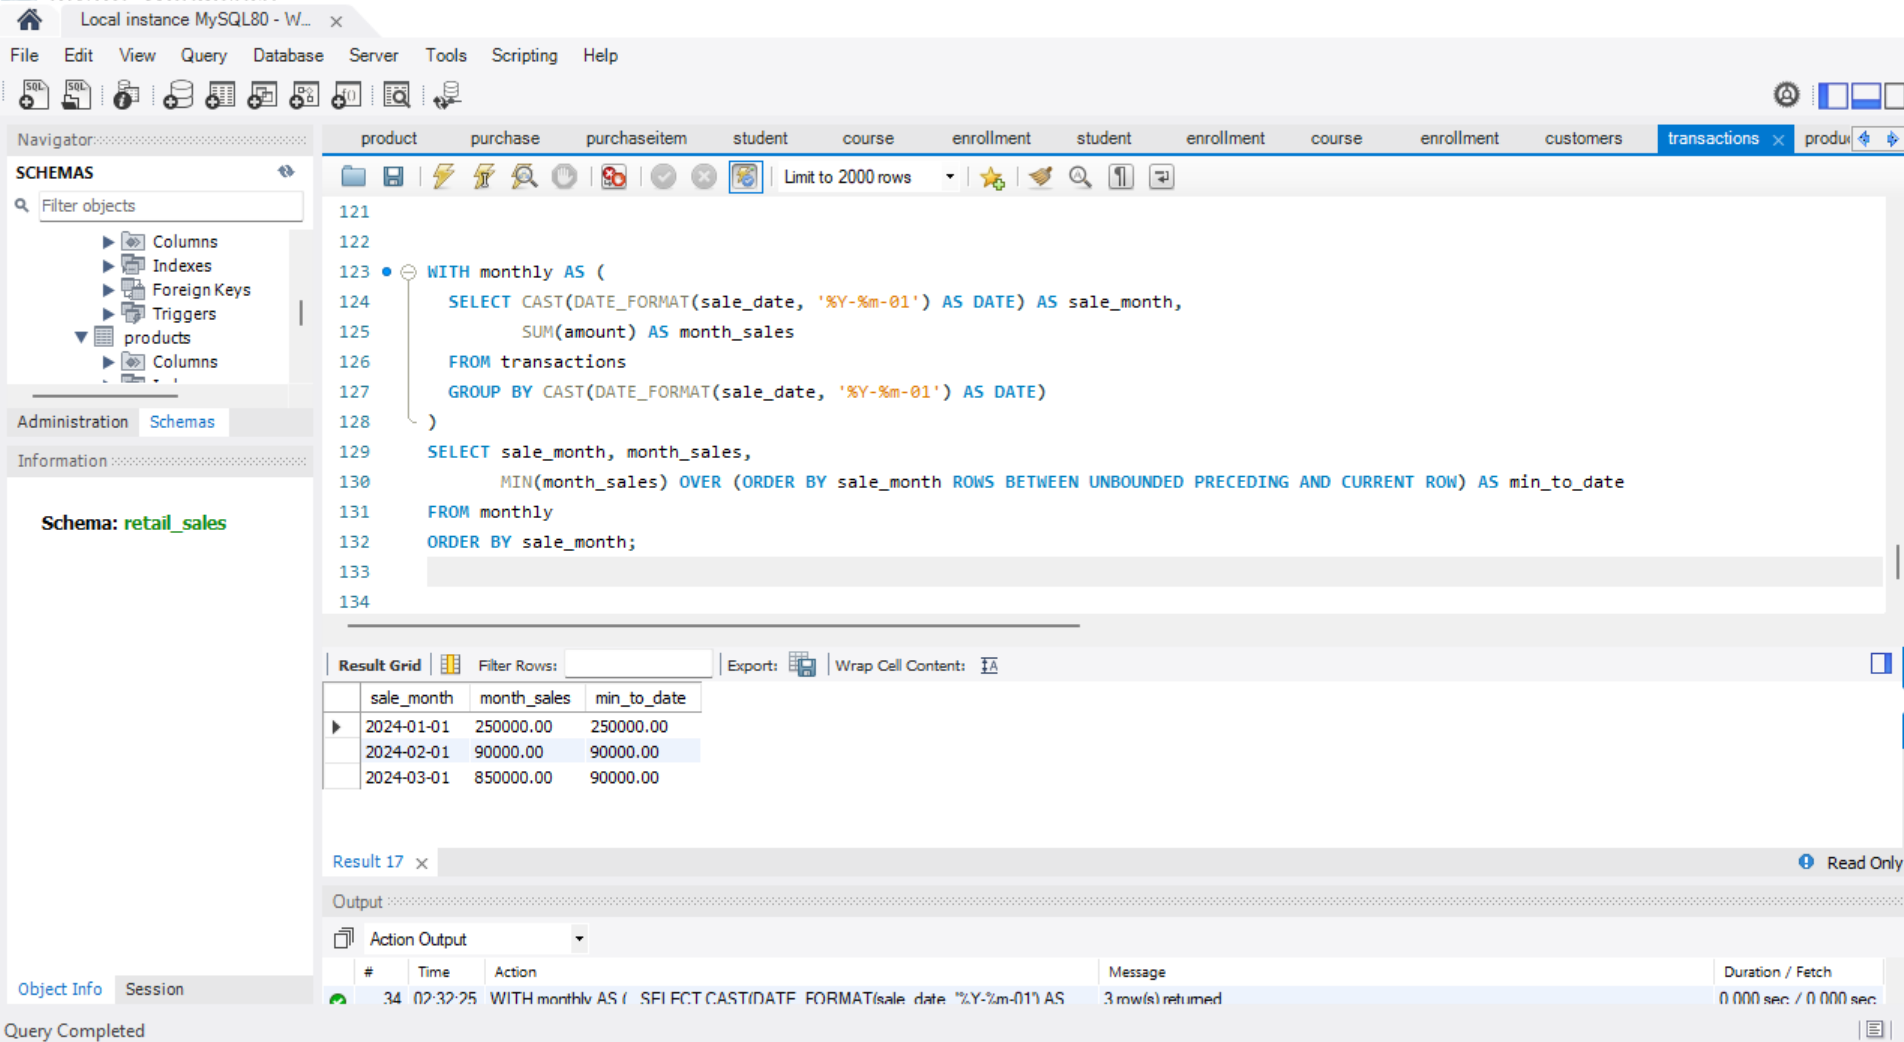 Local instance MySQL80 - W...
File Edit View Query Database Server Tools Scripting Help
Navigator
SCHEMAS
Filter objects
Columns
Indexes
Foreign Keys
Triggers
products
Columns
Administration Schemas
Information
Schema: retail_sales
Object Info Session
product purchase purchaseitem student course enrollment student enrollment course enrollment customers transactions produ
Limit to 2000 rows
121
122
123 WITH monthly AS (
124 SELECT CAST(DATE_FORMAT(sale_date, '%Y-%m-01') AS DATE) AS sale_month,
125 SUM(amount) AS month_sales
126 FROM transactions
127 GROUP BY CAST(DATE_FORMAT(sale_date, '%Y-%m-01') AS DATE)
128 )
129 SELECT sale_month, month_sales,
130 MIN(month_sales) OVER (ORDER BY sale_month ROWS BETWEEN UNBOUNDED PRECEDING AND CURRENT ROW) AS min_to_date
131 FROM monthly
132 ORDER BY sale_month;
133
134
Result Grid Filter Rows: Export: Wrap Cell Content:
sale_month month_sales min_to_date
2024-01-01 250000.00 250000.00
2024-02-01 90000.00 90000.00
2024-03-01 850000.00 90000.00
Result 17 Read Only
Output
Action Output
# Time Action Message Duration / Fetch
34 02:32:25 WITH monthly AS ( SELECT CAST(DATE_FORMAT(sale_date, '%Y-%m-01') AS 3 row(s) returned 0.000 sec / 0.000 sec
Query Completed